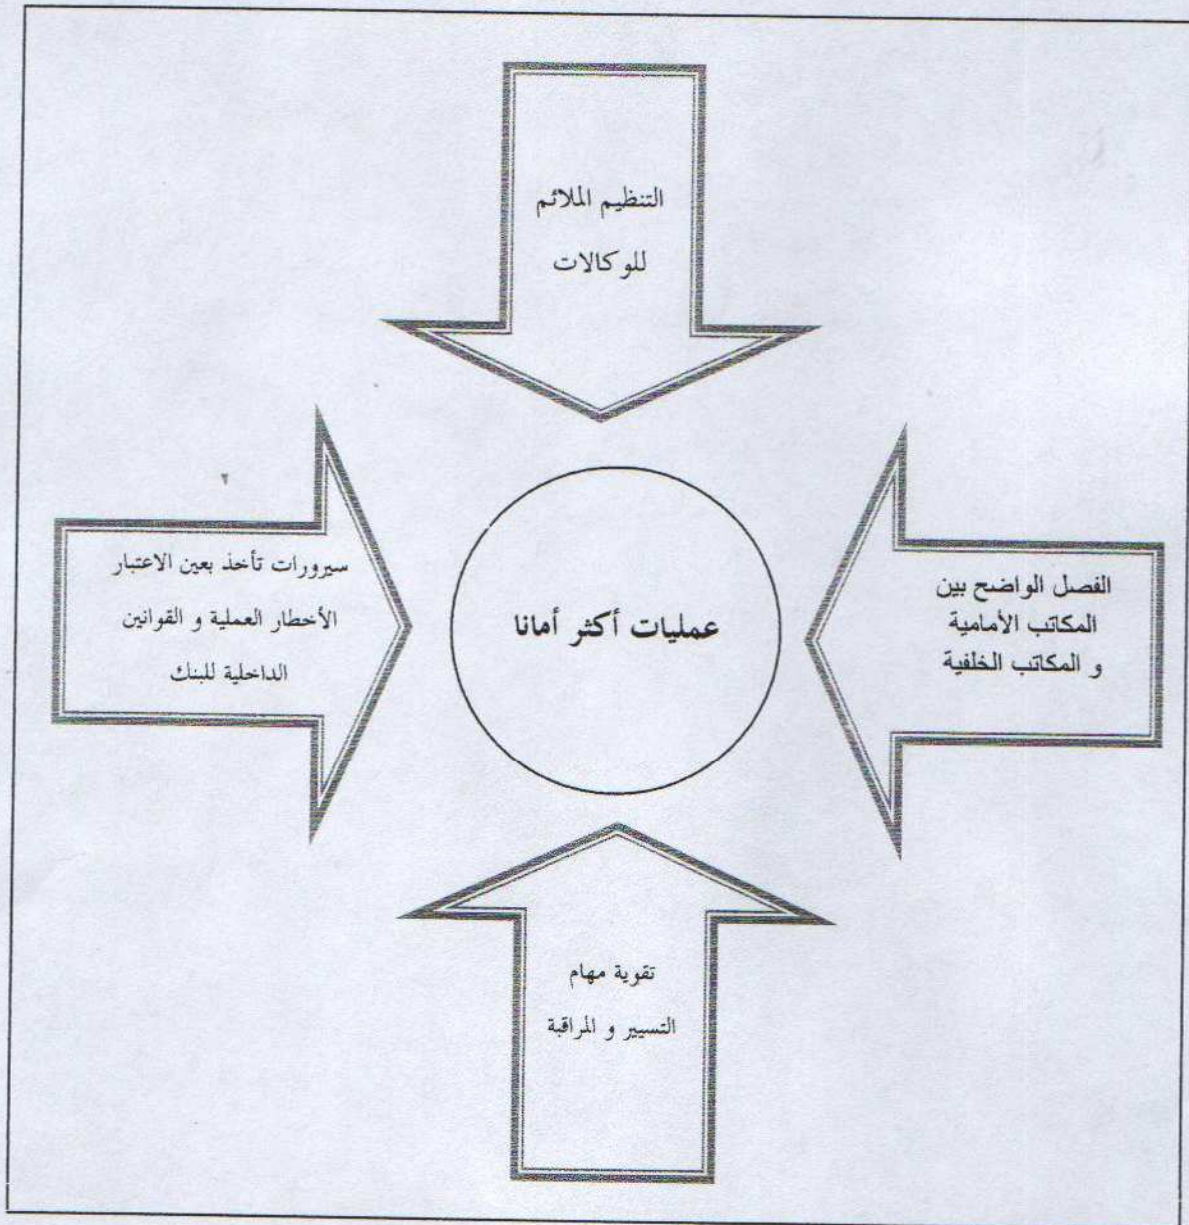 التنظيم الملائم
للوكالات
الفصل الواضح بين
المكاتب الأمامية
و المكاتب الخلفية
عمليات أكثر أمانا
سيرورات تأخذ بعين الاعتبار
الأخطار العملية و القوانين
الداخلية للبنك
تقوية مهام
التسيير و المراقبة